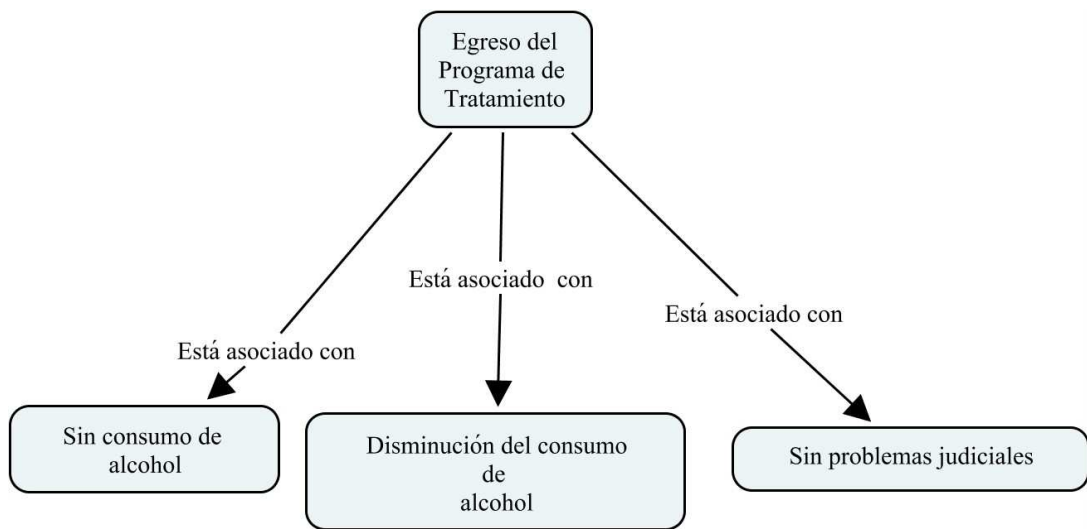 Egreso del
Programa de
Tratamiento
Está asociado con
Está asociado con
Está asociado con
Sin consumo de
alcohol
Disminución del consumo
de
alcohol
Sin problemas judiciales